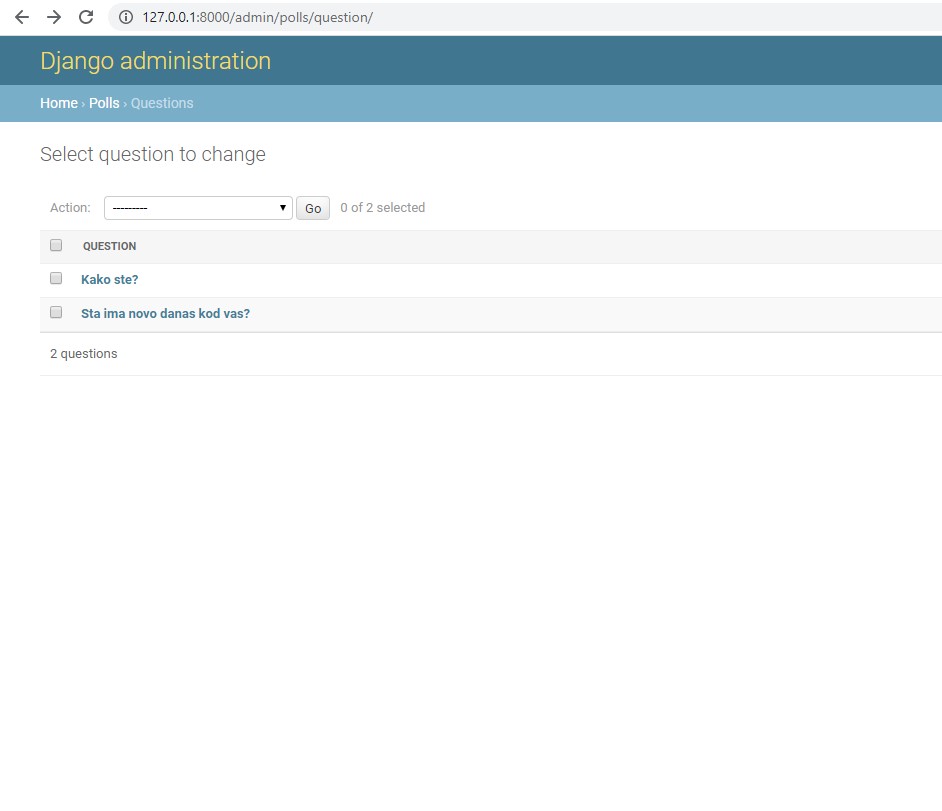 127.0.0.1:8000/admin/polls/question/
Django administration
Home › Polls › Questions
Select question to change
Action: --------- Go 0 of 2 selected
QUESTION
Kako ste?
Sta ima novo danas kod vas?
2 questions